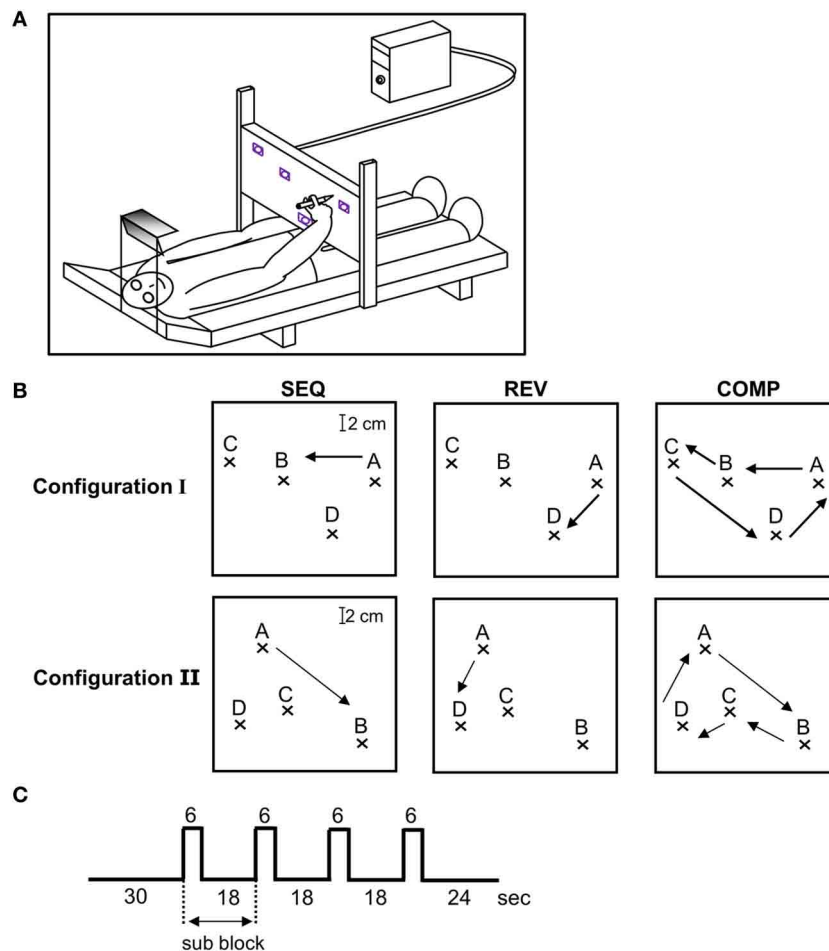 A
B
SEQ REV COMP
Configuration I
2 cm
C
B
A
D
C
B
A
D
C
B
A
D
Configuration II
2 cm
A
D
C
B
A
D
C
B
A
D
C
B
C
6 6 6 6
30 18 18 18 24 sec
sub block